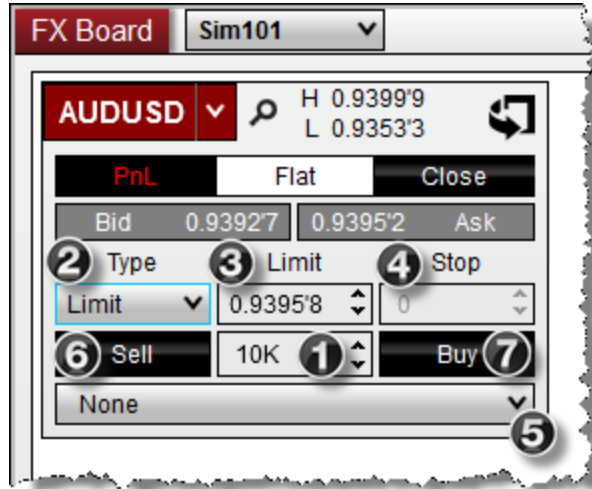 FX Board Sim101
AUDUSD H 0.9399'9
L 0.9353'3
PnL Flat Close
Bid 0.9392'7 0.9395'2 Ask
2 Type 3 Limit 4 Stop
Limit 0.9395'8 0
6 Sell 10K 1 Buy 7
None
5